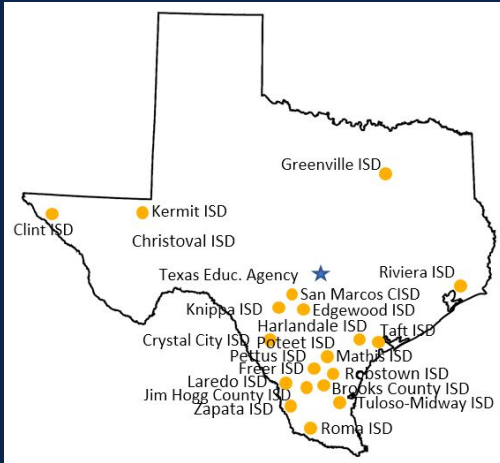 Greenville ISD
Kermit ISD
Clint ISD
Christoval ISD
Texas Educ. Agency
Riviera ISD
San Marcos CISD
Knippa ISD
Edgewood ISD
Harlandale ISD
Taft ISD
Crystal City ISD
Poteet ISD
Pettus ISD
Mathis ISD
Freer ISD
Robstown ISD
Laredo ISD
Brooks County ISD
Jim Hogg County ISD
Zapata ISD
Tuloso-Midway ISD
Roma ISD